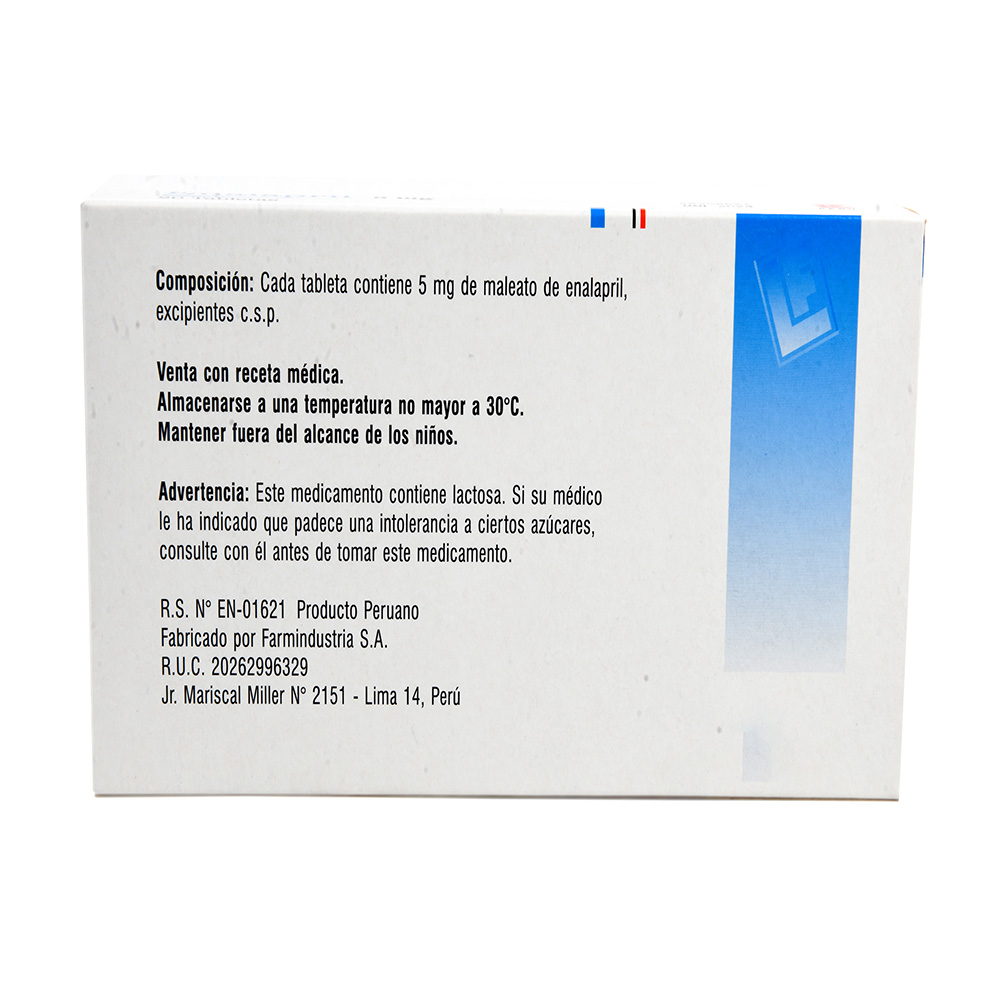 Composición: Cada tableta contiene 5 mg de maleato de enalapril,
excipientes c.s.p.
Venta con receta médica.
Almacenarse a una temperatura no mayor a 30°C.
Mantener fuera del alcance de los niños.
Advertencia: Este medicamento contiene lactosa. Si su médico
le ha indicado que padece una intolerancia a ciertos azúcares,
consulte con él antes de tomar este medicamento.
R.S. N° EN-01621 Producto Peruano
Fabricado por Farmindustria S.A.
R.U.C. 20262996329
Jr. Mariscal Miller N° 2151 - Lima 14, Perú